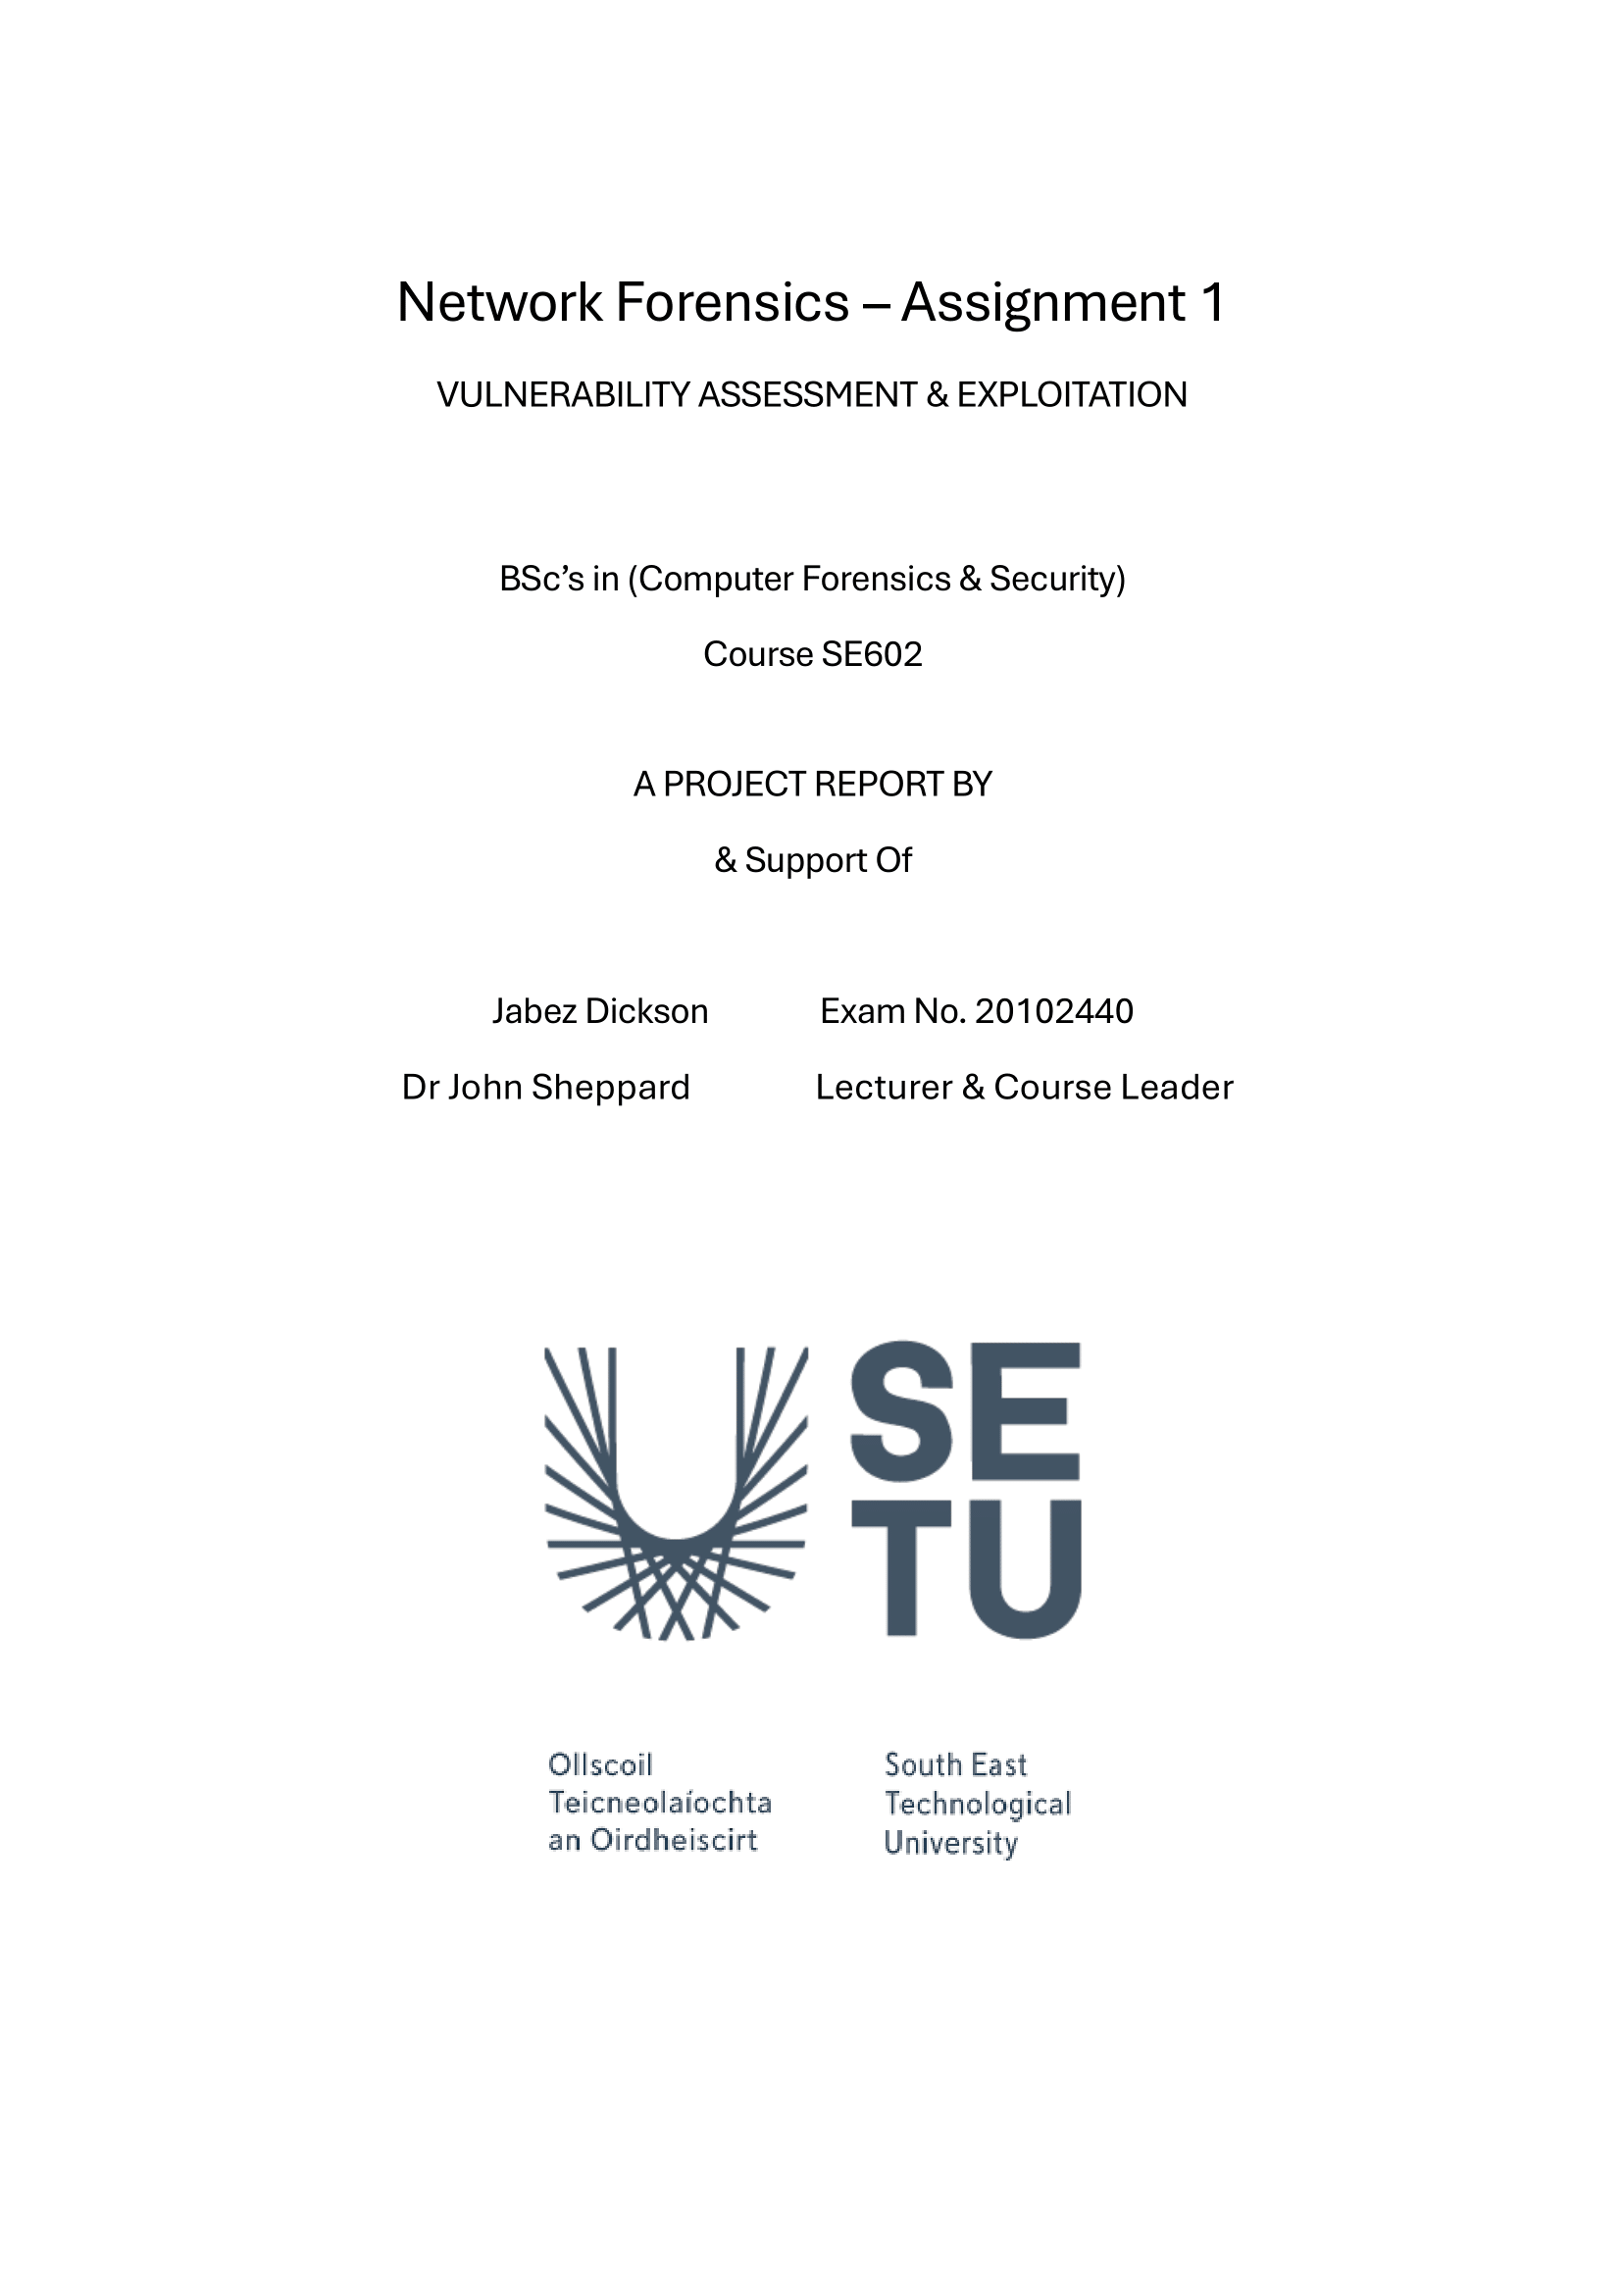 Network Forensics – Assignment 1
VULNERABILITY ASSESSMENT & EXPLOITATION
BSc’s in (Computer Forensics & Security)
Course SE602
A PROJECT REPORT BY
& Support Of
Jabez Dickson Exam No. 20102440
Dr John Sheppard Lecturer & Course Leader
SE
TU
Ollscoil
Teicneolaíochta
an Oirdheiscirt
South East
Technological
University